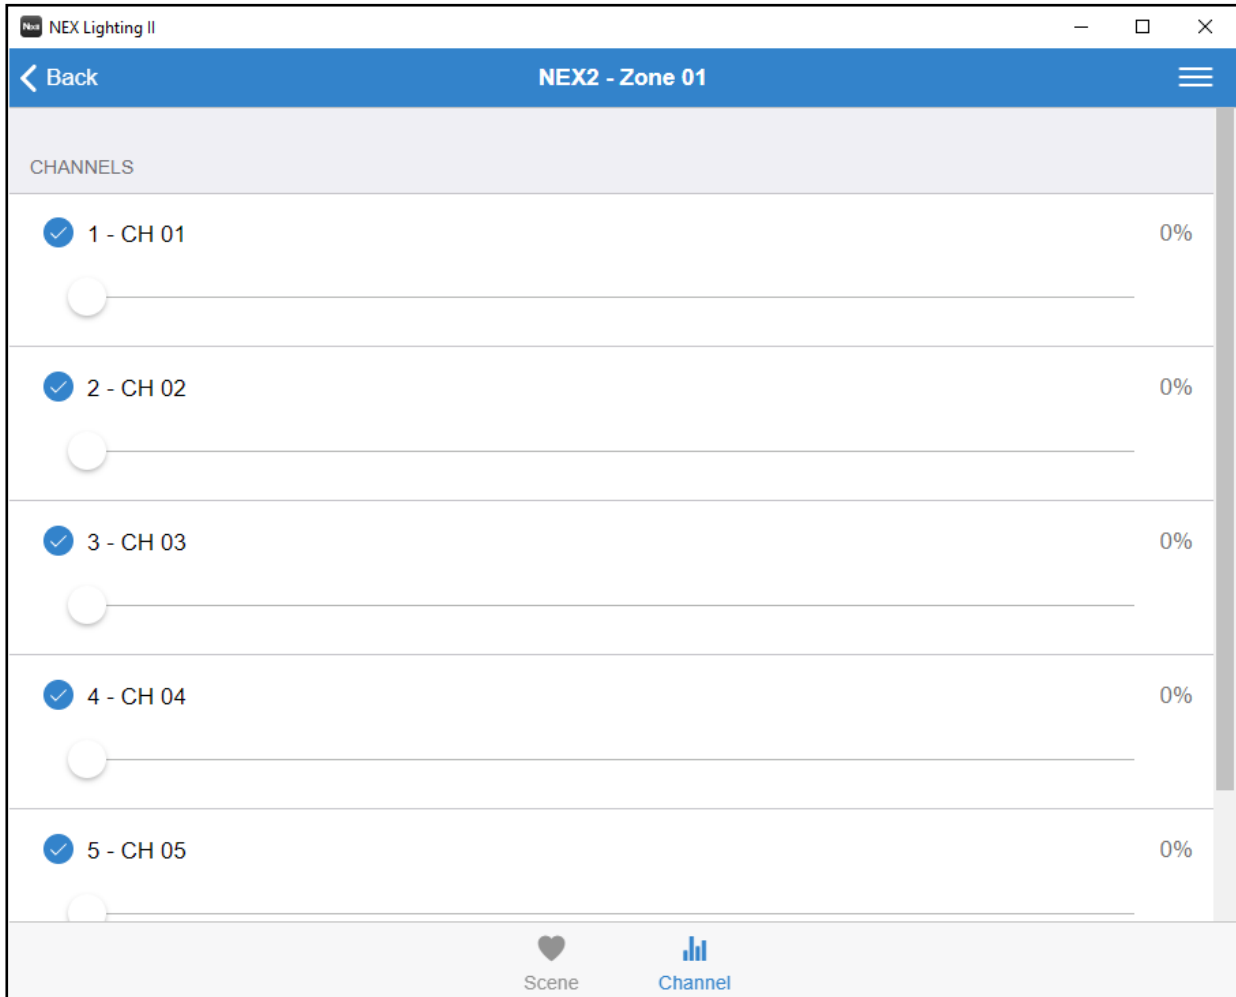 NEX Lighting II
Back
NEX2 - Zone 01
CHANNELS
1 - CH 01
0%
2 - CH 02
0%
3 - CH 03
0%
4 - CH 04
0%
5 - CH 05
0%
Scene
Channel